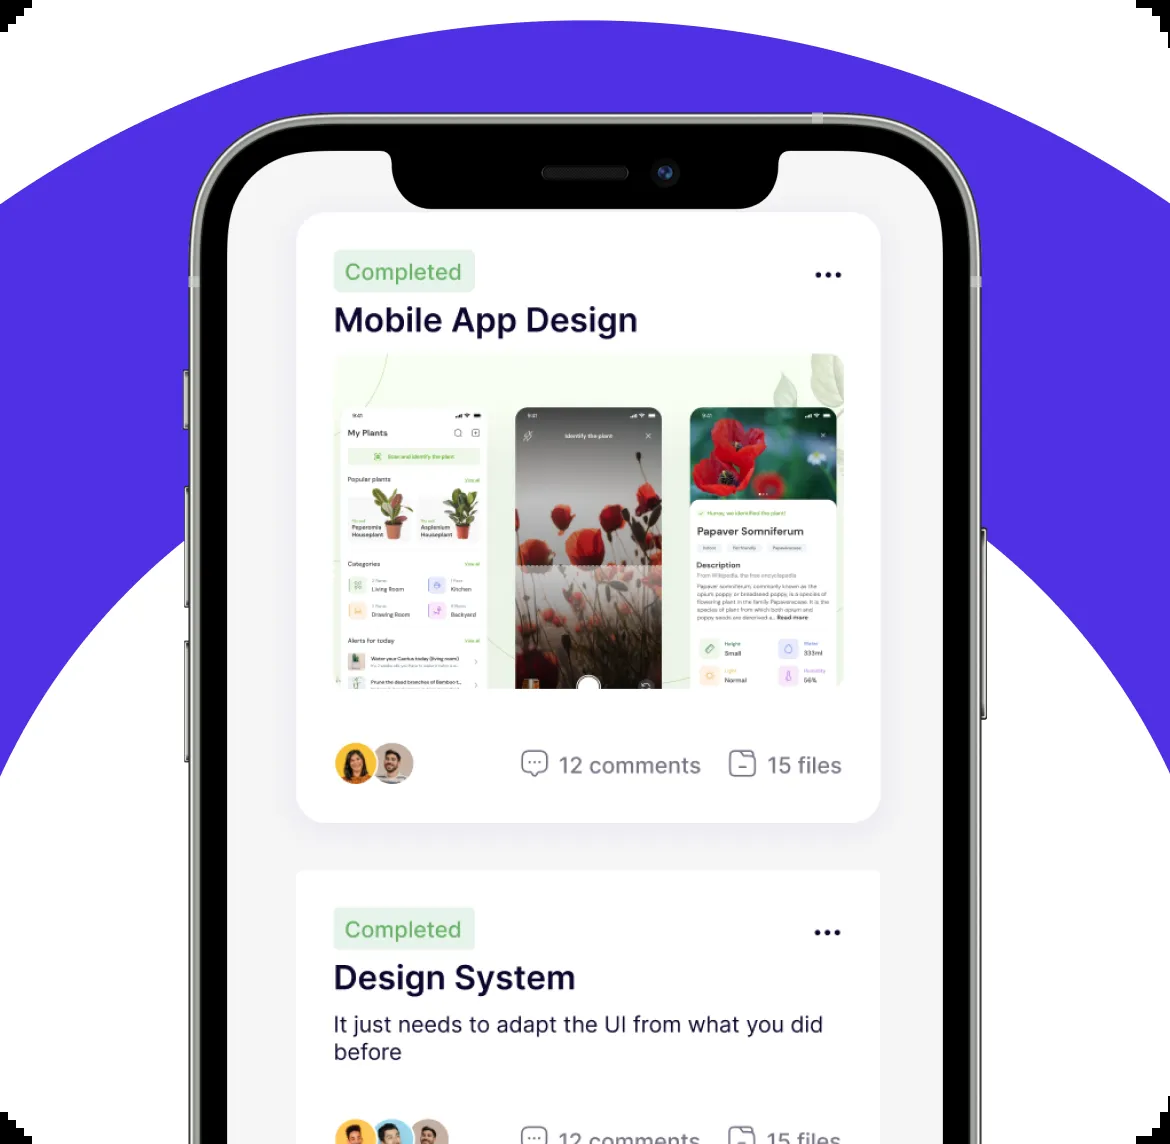 Completed
Mobile App Design
9:41
My Plants
Scan and identify the plant
Popular plants
View all
Peperomia
Houseplant
Asplenium
Houseplant
Categories
View all
Living Room
Kitchen
Drawing Room
Backyard
Alerts for today
View all
Water your Cactus today (living room)
Prune the dead branches of Bamboo t...
9:41
Identify the plant
9:41
Hurray, we identified the plant!
Papaver Somniferum
Indoor
Pet friendly
Papaveraceae
Description
From Wikipedia, the free encyclopedia
Papaver somniferum, commonly known as the
opium poppy or breadseed poppy, is a species of
flowering plant in the family Papaveraceae. It is the
species of plant from which both opium and
poppy seeds are derived a... Read more
Height
Small
Water
333ml
Light
Normal
Humidity
56%
12 comments
15 files
Completed
Design System
It just needs to adapt the UI from what you did
before
12 comments
15 files